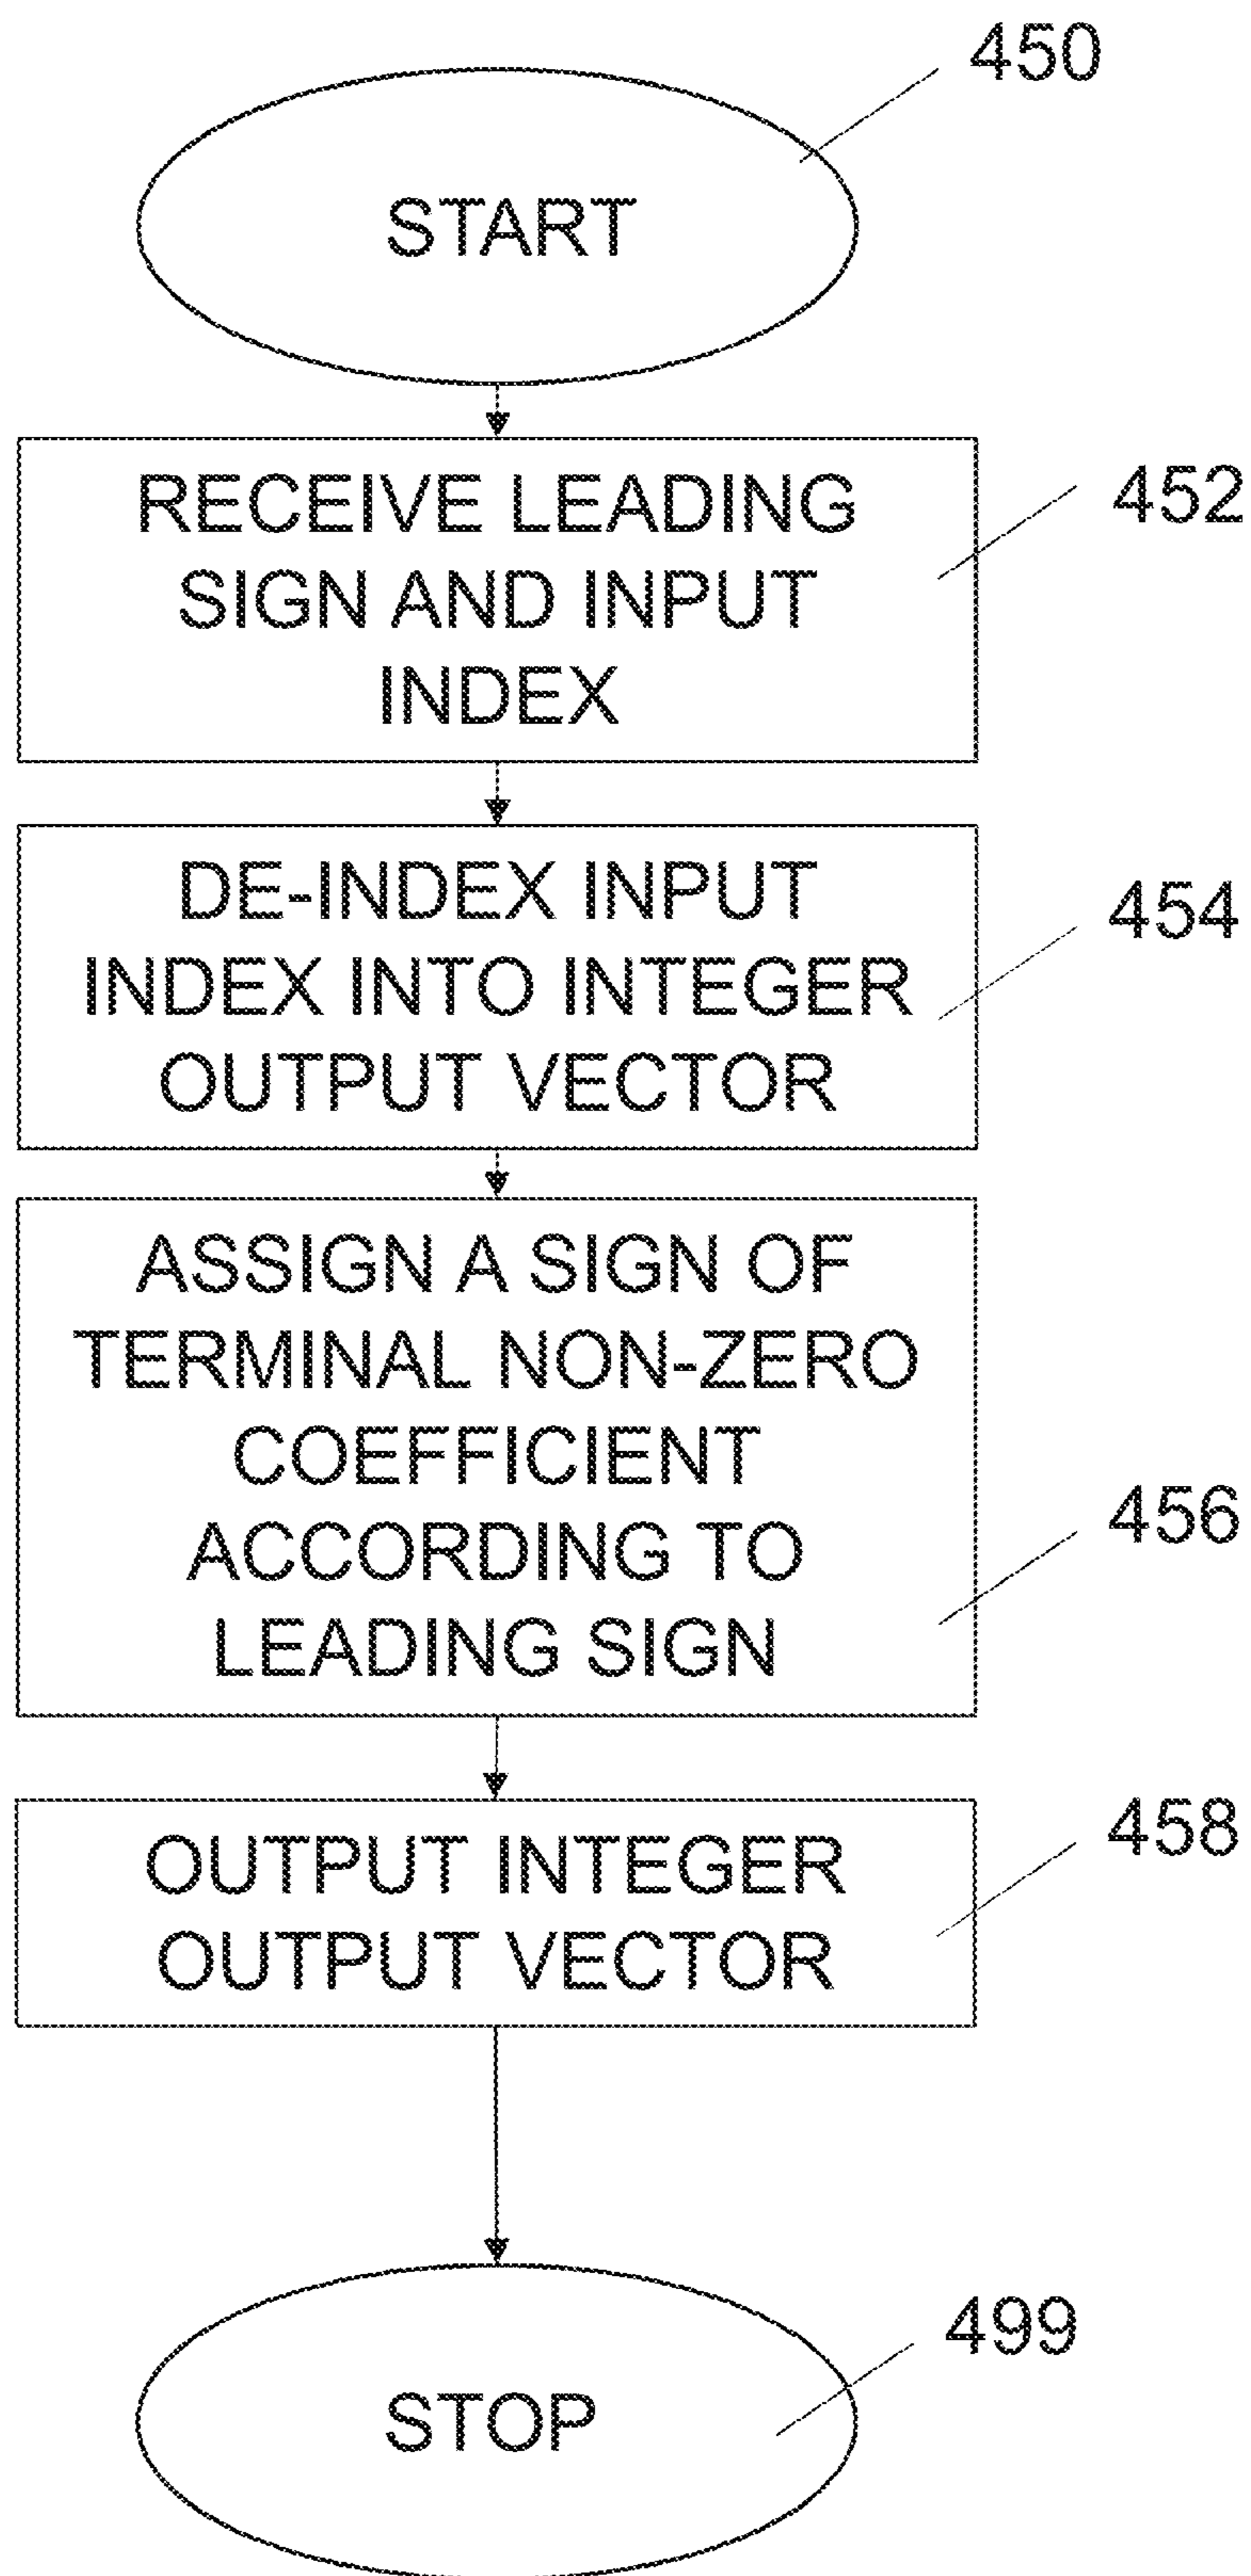 450
START
RECEIVE LEADING
SIGN AND INPUT
INDEX
452
DE-INDEX INPUT
INDEX INTO INTEGER
OUTPUT VECTOR
454
ASSIGN A SIGN OF
TERMINAL NON-ZERO
COEFFICIENT
ACCORDING TO
LEADING SIGN
456
OUTPUT INTEGER
OUTPUT VECTOR
458
499
STOP